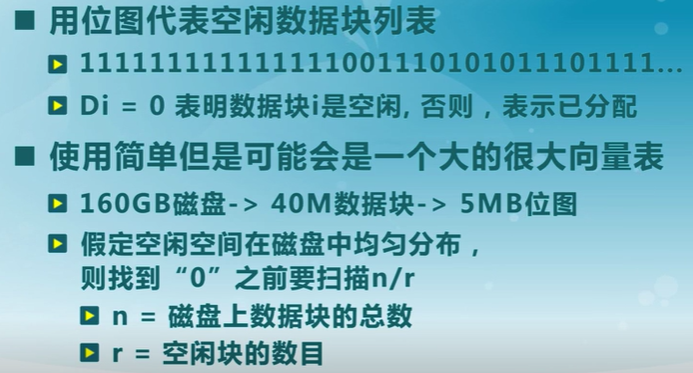 用位图代表空闲数据块列表
11111111111111110011101010111011111...
Di = 0 表明数据块i是空闲, 否则，表示已分配
使用简单但是可能会是一个大的很大向量表
160GB磁盘-> 40M数据块-> 5MB位图
假定空闲空间在磁盘中均匀分布，
则找到“0”之前要扫描n/r
n = 磁盘上数据块的总数
r = 空闲块的数目